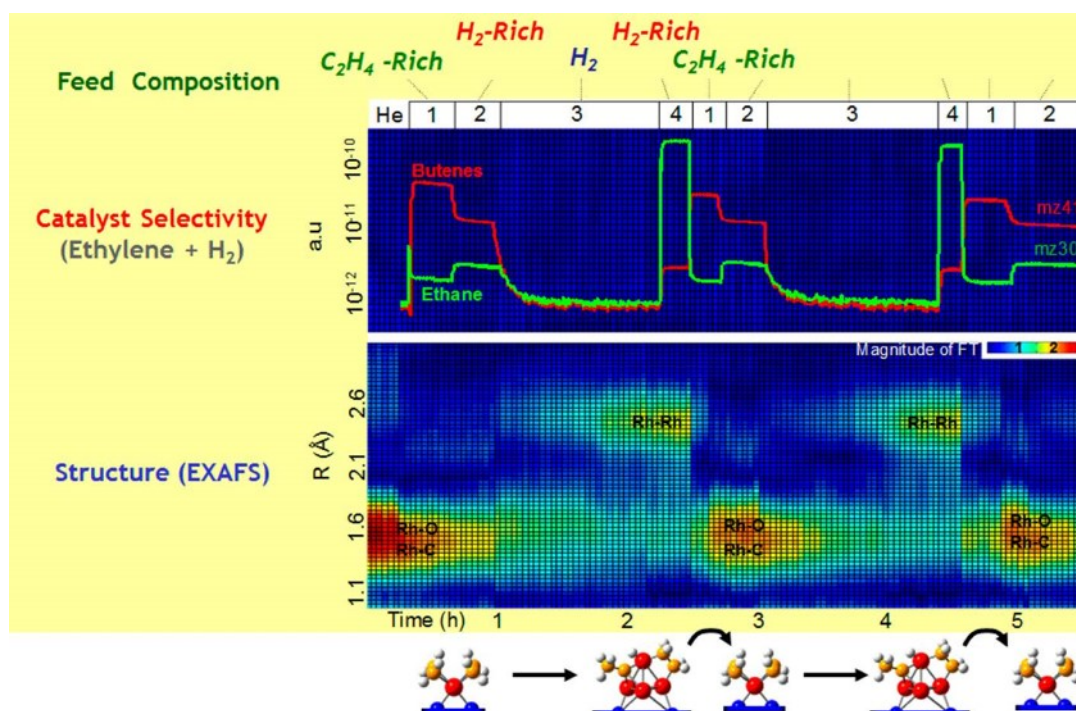 H2-Rich H2-Rich
C2H4 -Rich H2 C2H4 -Rich
Feed Composition
He 1 2 3 4 1 2 3 4 1 2
10-10
Butenes
Catalyst Selectivity
(Ethylene + H2)
a.u
10-11
mz41
mz30
Ethane
10-12
Magnitude of FT 1 2
2.6
Rh-Rh Rh-Rh
Structure (EXAFS)
R (Å)
2.1
1.6
Rh-O Rh-O Rh-O
Rh-C Rh-C Rh-C
1.1
Time (h) 1 2 3 4 5